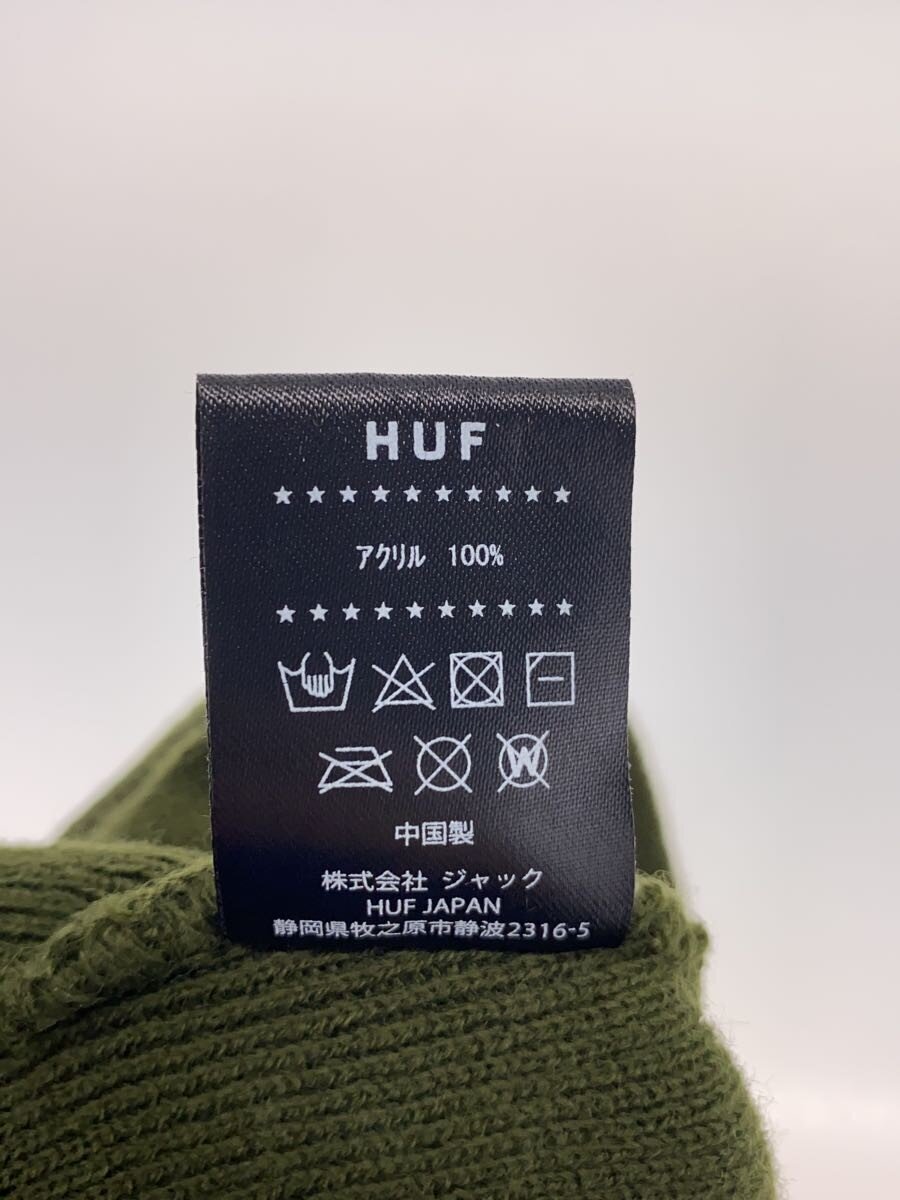 HUF
アクリル 100%
W
中国製
株式会社 ジャック
HUF JAPAN
静岡県牧之原市静波2316-5